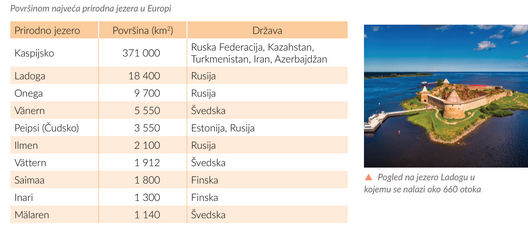 Površinom najveća prirodna jezera u Europi
Prirodno jezero Površina (km²) Država
Kaspijsko 371 000 Ruska Federacija, Kazahstan,
Turkmenistan, Iran, Azerbajdžan
Ladoga 18 400 Rusija
Onega 9 700 Rusija
Vänern 5 550 Švedska
Peipsi (Čudsko) 3 550 Estonija, Rusija
Ilmen 2 100 Rusija
Vättern 1 912 Švedska
Saimaa 1 800 Finska
Inari 1 300 Finska
Mälaren 1 140 Švedska
Pogled na jezero Ladogu u
kojemu se nalazi oko 660 otoka